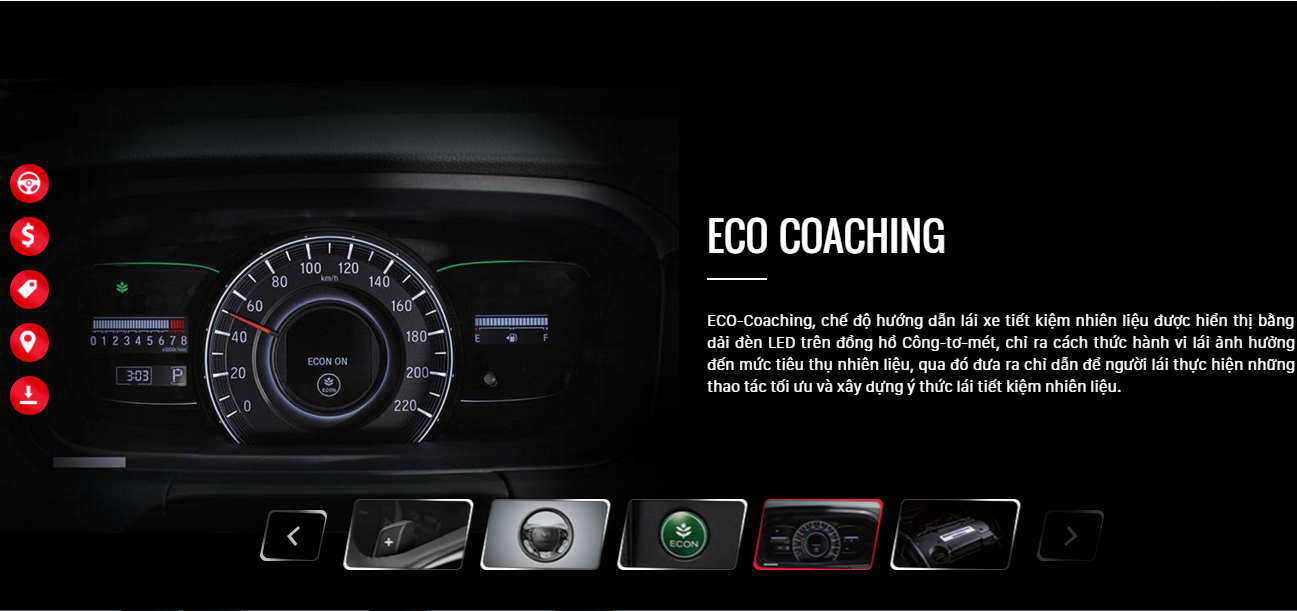 ECO COACHING
ECO-Coaching, chế độ hướng dẫn lái xe tiết kiệm nhiên liệu được hiển thị bằng
dải đèn LED trên đồng hồ Công-tơ-mét, chỉ ra cách thức hành vi lái ảnh hưởng
đến mức tiêu thụ nhiên liệu, qua đó đưa ra chỉ dẫn để người lái thực hiện những
thao tác tối ưu và xây dựng ý thức lái tiết kiệm nhiên liệu.
0 20 40 60 80 100 120 140 160 180 200 220
km/h
0 1 2 3 4 5 6 7 8
x1000r/min
3:03 P
E F
ECON ON
ECON
$
+
ECON